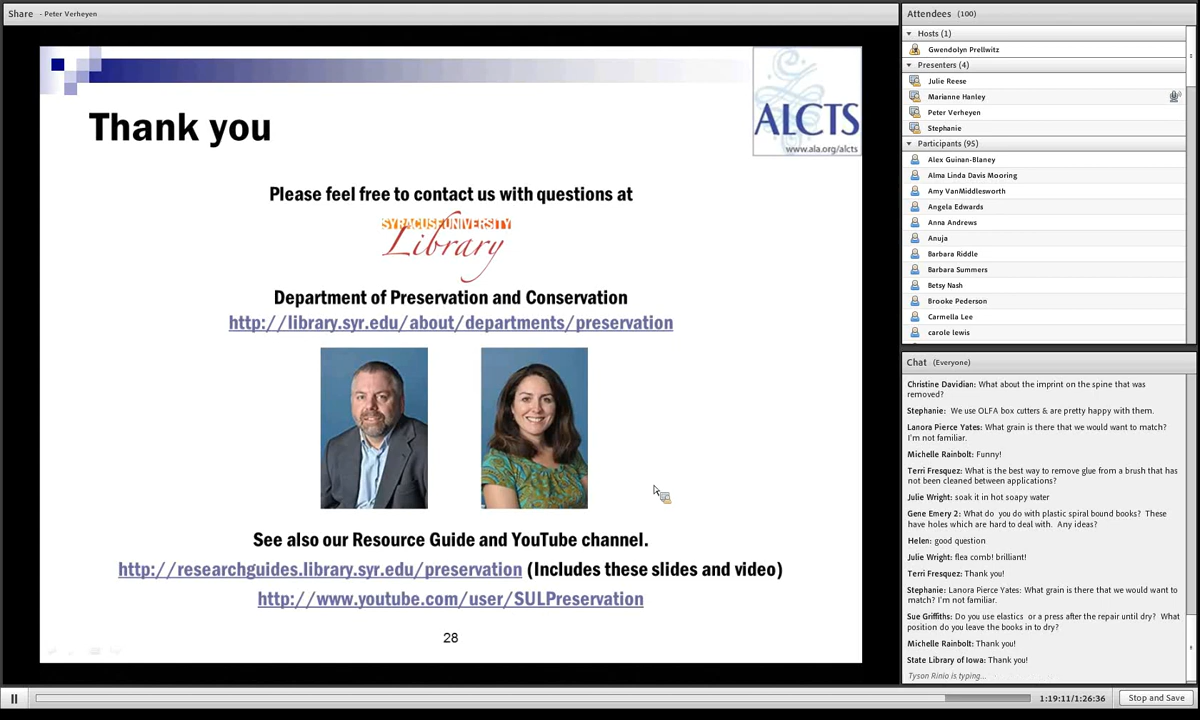 Share - Peter Verheyen
Thank you
ALCTS
www.ala.org/alcts
Please feel free to contact us with questions at
SYRACUSE UNIVERSITY
Library
Department of Preservation and Conservation
http://library.syr.edu/about/departments/preservation
See also our Resource Guide and YouTube channel.
http://researchguides.library.syr.edu/preservation (Includes these slides and video)
http://www.youtube.com/user/SULPreservation
28
Attendees (100)
Hosts (1)
Gwendolyn Prellwitz
Presenters (4)
Julie Reese
Marianne Hanley
Peter Verheyen
Stephanie
Participants (95)
Alex Guinan-Blaney
Alma Linda Davis Mooring
Amy VanMiddlesworth
Angela Edwards
Anna Andrews
Anuja
Barbara Riddle
Barbara Summers
Betsy Nash
Brooke Pederson
Carmella Lee
carole lewis
Chat (Everyone)
Christine Davidian: What about the imprint on the spine that was
removed?
Stephanie: We use OLFA box cutters & are pretty happy with them.
Lanora Pierce Yates: What grain is there that we would want to match?
I'm not familiar.
Michelle Rainbolt: Funny!
Terri Fresquez: What is the best way to remove glue from a brush that has
not been cleaned between applications?
Julie Wright: soak it in hot soapy water
Gene Emery 2: What do you do with plastic spiral bound books? These
have holes which are hard to deal with. Any ideas?
Helen: good question
Julie Wright: flea comb! brilliant!
Terri Fresquez: Thank you!
Stephanie: Lanora Pierce Yates: What grain is there that we would want to
match? I'm not familiar.
Sue Griffiths: Do you use elastics or a press after the repair until dry? What
position do you leave the books in to dry?
Michelle Rainbolt: Thank you!
State Library of Iowa: Thank you!
Tyson Rinio is typing...
1:19:11/1:26:36
Stop and Save